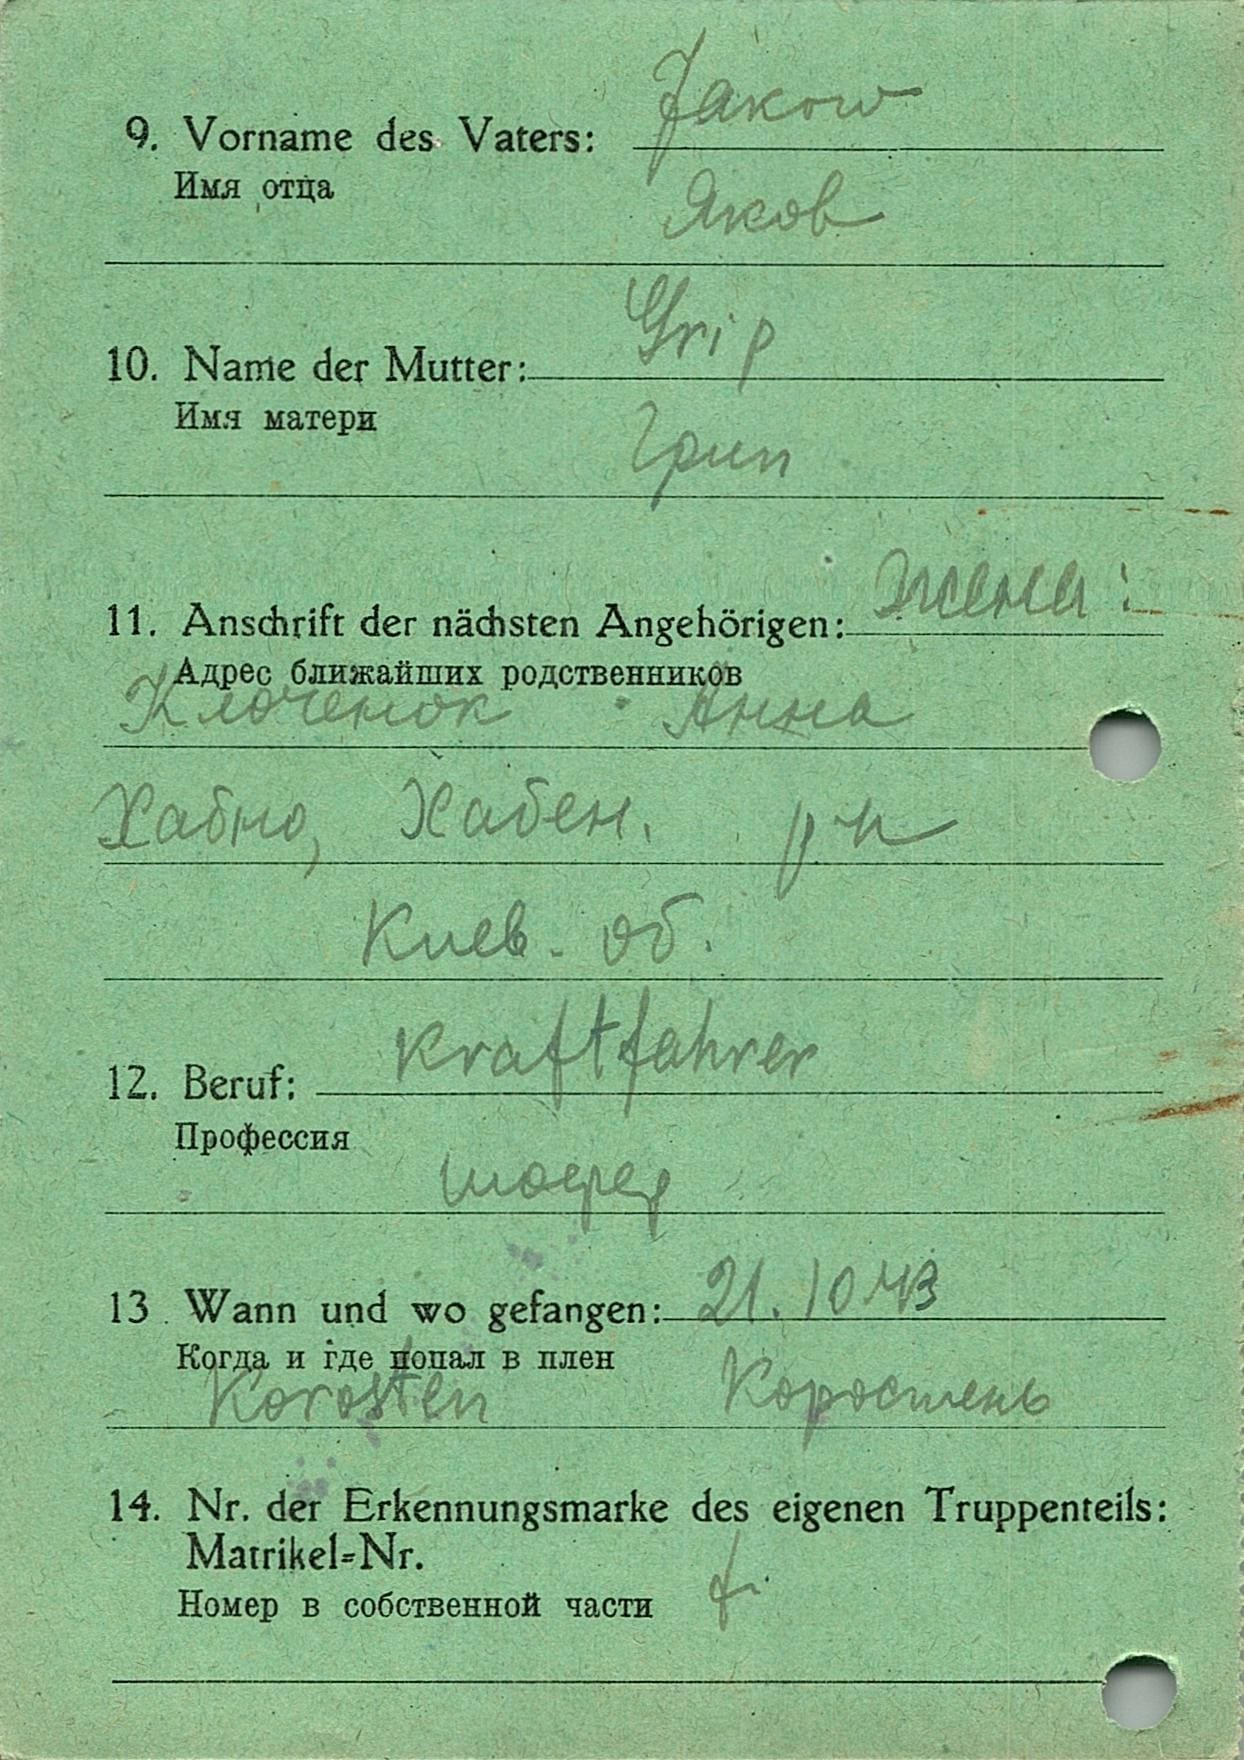 Jakow
9. Vorname des Vaters:
Имя отца
Яков
Grip
10. Name der Mutter:
Имя матери
Грип
жена:
11. Anschrift der nächsten Angehörigen:
Адрес ближайших родственников
Клоченок Анна
Хабно, Хабен. р-н
Киев. об.
Kraftfahrer
12. Beruf:
Профессия
шофер
13. Wann und wo gefangen: 21.10.43
Когда и где попал в плен
Korosten Коростень
14. Nr. der Erkennungsmarke des eigenen Truppenteils:
Matrikel=Nr.
Номер в собственной части